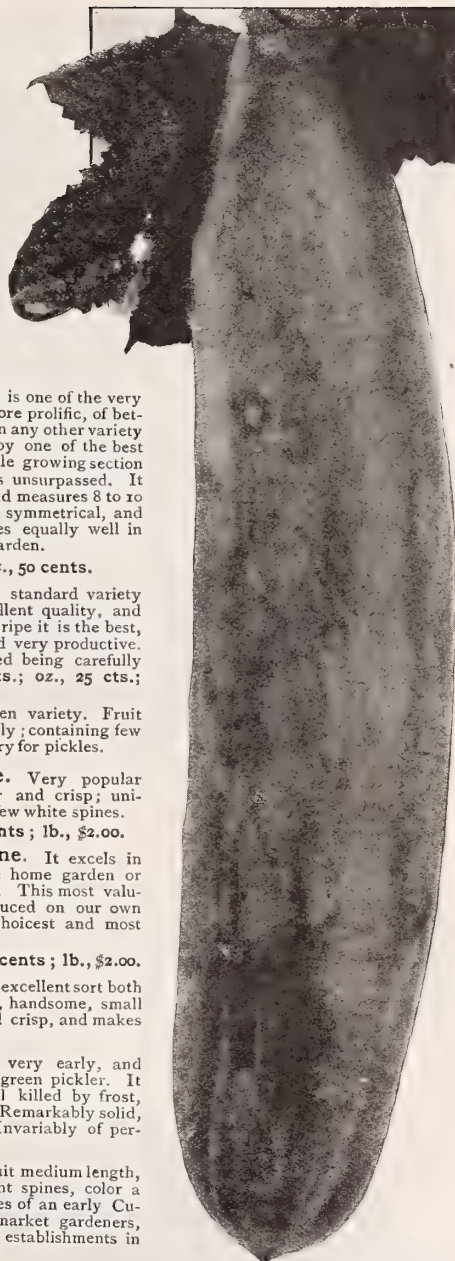 is one of the very
ore prolific, of bet-
n any other variety
by one of the best
le growing section
s unsurpassed. It
d measures 8 to 10
symmetrical, and
es equally well in
arden.
., 50 cents.
standard variety
llent quality, and
ripe it is the best,
d very productive.
ed being carefully
ts.; oz., 25 cts.;
en variety. Fruit
ly; containing few
ry for pickles.
e. Very popular
r and crisp; uni-
ew white spines.
nts; lb., $2.00.
ne. It excels in
e home garden or
. This most valu-
uced on our own
hoicest and most
cents; lb., $2.00.
excellent sort both
, handsome, small
l crisp, and makes
very early, and
green pickler. It
l killed by frost,
Remarkably solid,
nvariably of per-
uit medium length,
nt spines, color a
es of an early Cu-
market gardeners,
establishments in